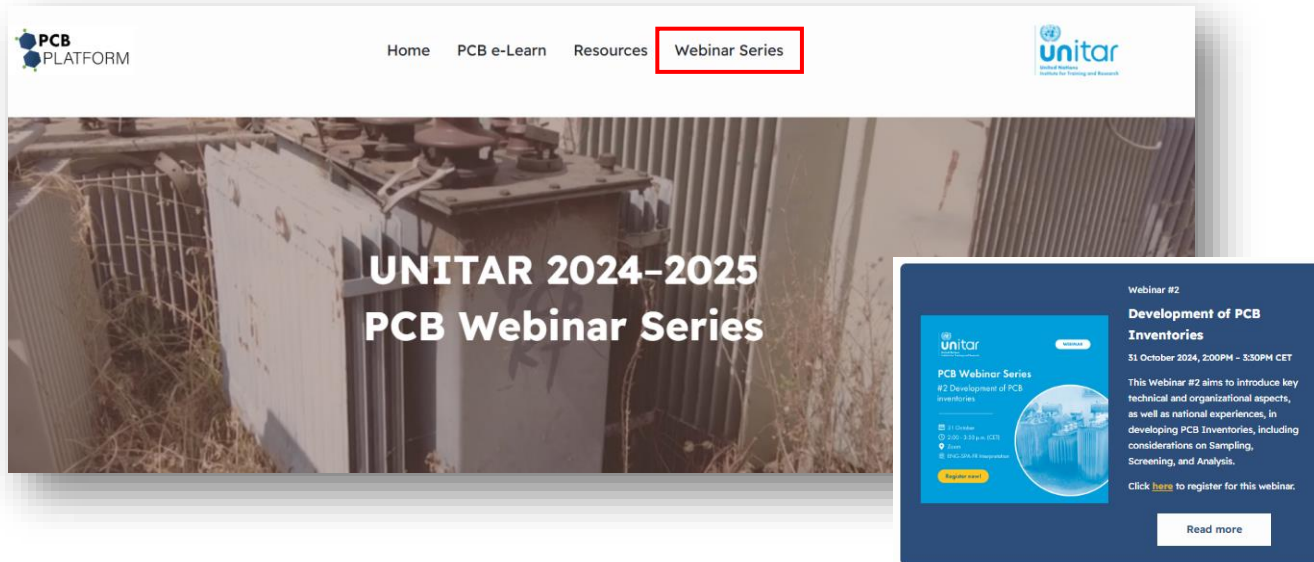 PCB
PLATFORM
Home PCB e-Learn Resources Webinar Series
unitar
United Nations
Institute for Training and Research
UNITAR 2024–2025
PCB Webinar Series
unitar
WEBINAR
PCB Webinar Series
#2 Development of PCB
inventories
31 October
2:00 - 3:30 p.m. (CET)
Zoom
ENG-SPA-FR Interpretation
Register now!
Webinar #2
Development of PCB
Inventories
31 October 2024, 2:00PM – 3:30PM CET
This Webinar #2 aims to introduce key
technical and organizational aspects,
as well as national experiences, in
developing PCB Inventories, including
considerations on Sampling,
Screening, and Analysis.
Click here to register for this webinar.
Read more